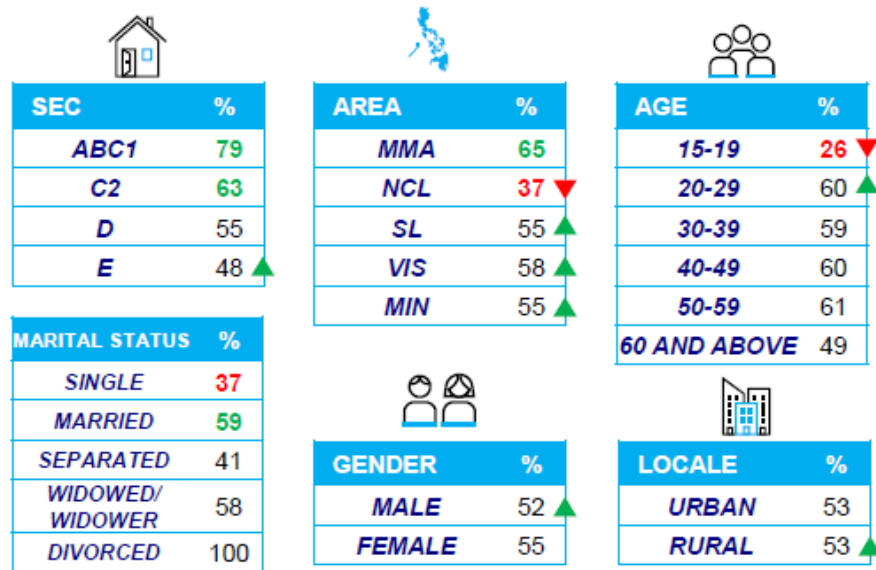 SEC %
ABC1 79
C2 63
D 55
E 48
AREA %
MMA 65
NCL 37
SL 55
VIS 58
MIN 55
AGE %
15-19 26
20-29 60
30-39 59
40-49 60
50-59 61
60 AND ABOVE 49
MARITAL STATUS %
SINGLE 37
MARRIED 59
SEPARATED 41
WIDOWED/
WIDOWER 58
DIVORCED 100
GENDER %
MALE 52
FEMALE 55
LOCALE %
URBAN 53
RURAL 53